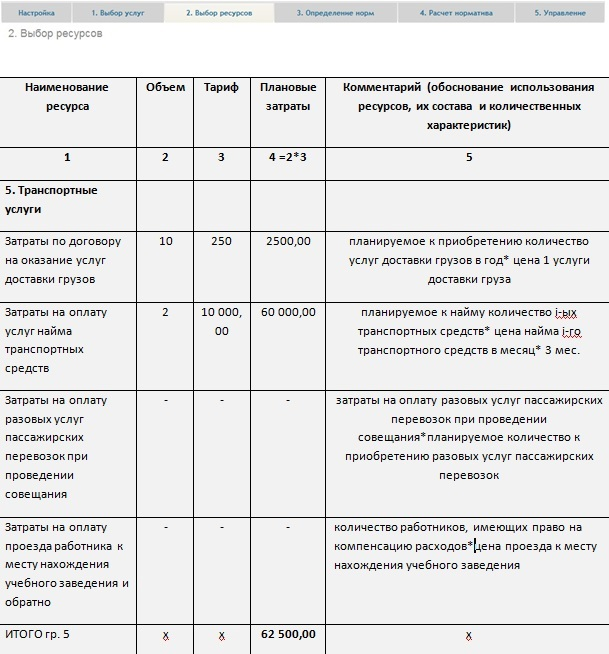 Настройка 1. Выбор услуг 2. Выбор ресурсов 3. Определение норм 4. Расчет норматива 5. Управление
2. Выбор ресурсов
Наименование ресурса Объем Тариф Плановые затраты Комментарий (обоснование использования ресурсов, их состава и количественных характеристик)
1 2 3 4 =2*3 5
5. Транспортные
услуги
Затраты по договору 10 250 2500,00 планируемое к приобретению количество
на оказание услуг услуг доставки грузов в год* цена 1 услуги
доставки грузов доставки груза
Затраты на оплату 2 10 000, 60 000,00 планируемое к найму количество i-ых
услуг найма 00 транспортных средств* цена найма i-го
транспортных транспортного средства в месяц* 3 мес.
средств
Затраты на оплату - - - затраты на оплату разовых услуг пассажирских
разовых услуг перевозок при проведении
пассажирских совещания*планируемое количество к
перевозок при приобретению разовых услуг пассажирских
проведении перевозок
совещания
Затраты на оплату - - - количество работников, имеющих право на
проезда работника к компенсацию расходов*цена проезда к месту
месту нахождения нахождения учебного заведения
учебного заведения и
обратно
ИТОГО гр. 5 х х 62 500,00 х